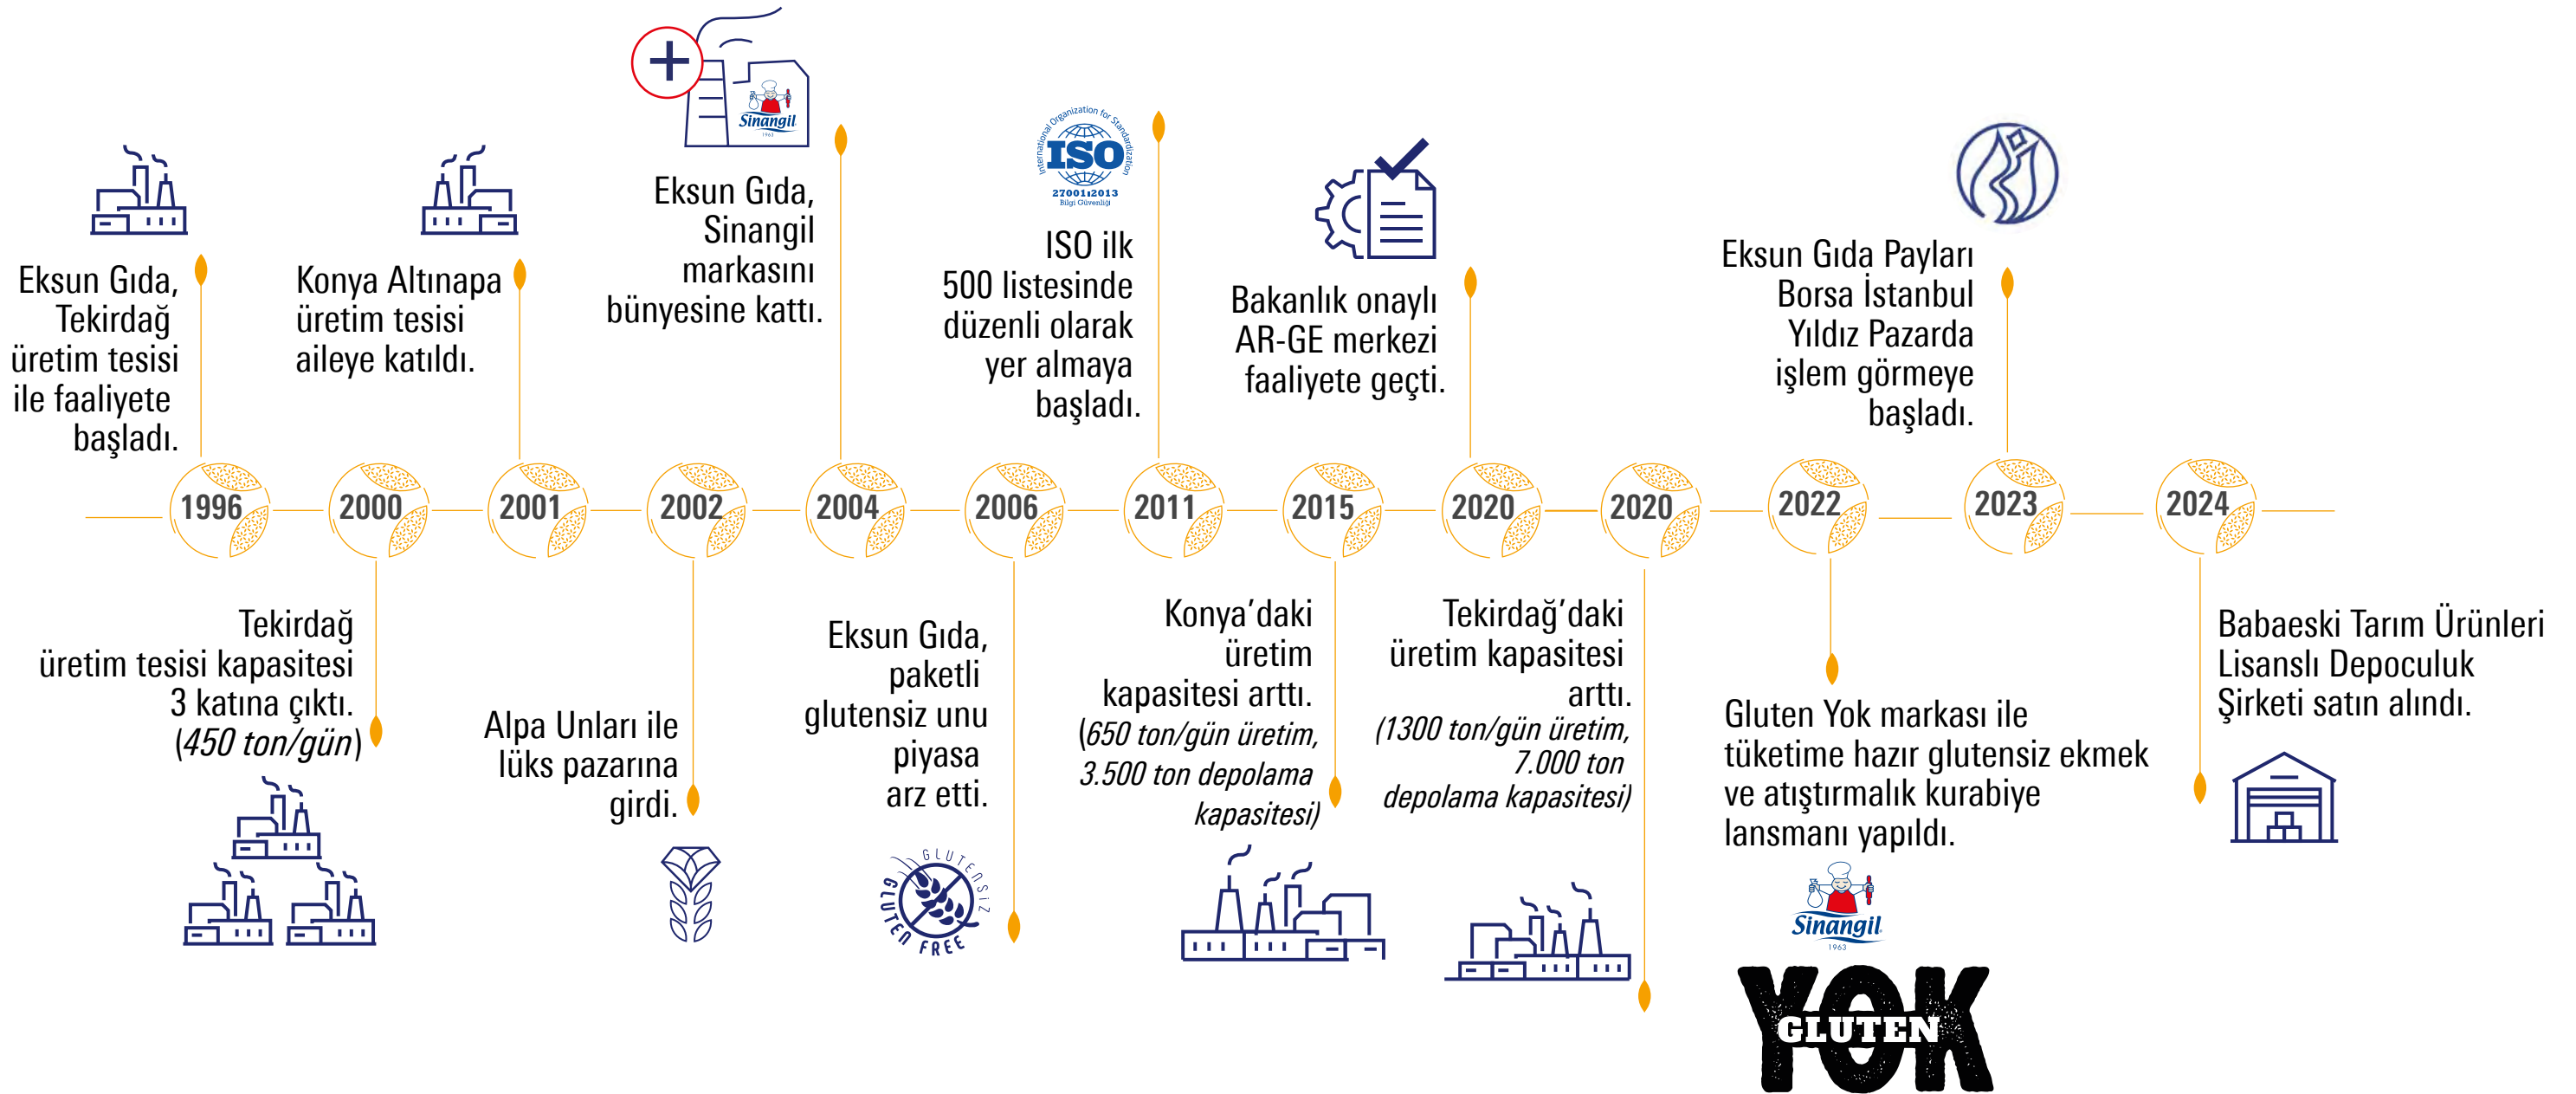 Eksun Gıda,
Tekirdağ
üretim tesisi
ile faaliyete
başladı.
1996
Tekirdağ
üretim tesisi kapasitesi
3 katına çıktı.
(450 ton/gün)
2000
Konya Altınapa
üretim tesisi
aileye katıldı.
2001
Alpa Unları ile
lüks pazarına
girdi.
2002
Sinangil
1963
Eksun Gıda,
Sinangil
markasını
bünyesine kattı.
2004
Eksun Gıda,
paketli
glutensiz unu
piyasa
arz etti.
GLUTENSİZ
GLUTEN FREE
2006
International Organization for Standardization
ISO
27001:2013
Bilgi Güvenliği
ISO ilk
500 listesinde
düzenli olarak
yer almaya
başladı.
2011
Konya’daki
üretim
kapasitesi arttı.
(650 ton/gün üretim,
3.500 ton depolama
kapasitesi)
2015
Bakanlık onaylı
AR-GE merkezi
faaliyete geçti.
2020
Tekirdağ’daki
üretim kapasitesi
arttı.
(1300 ton/gün üretim,
7.000 ton
depolama kapasitesi)
2020
Gluten Yok markası ile
tüketime hazır glutensiz ekmek
ve atıştırmalık kurabiye
lansmanı yapıldı.
Sinangil
1963
YOK
GLUTEN
2022
Eksun Gıda Payları
Borsa İstanbul
Yıldız Pazarda
işlem görmeye
başladı.
2023
2024
Babaeski Tarım Ürünleri
Lisanslı Depoculuk
Şirketi satın alındı.